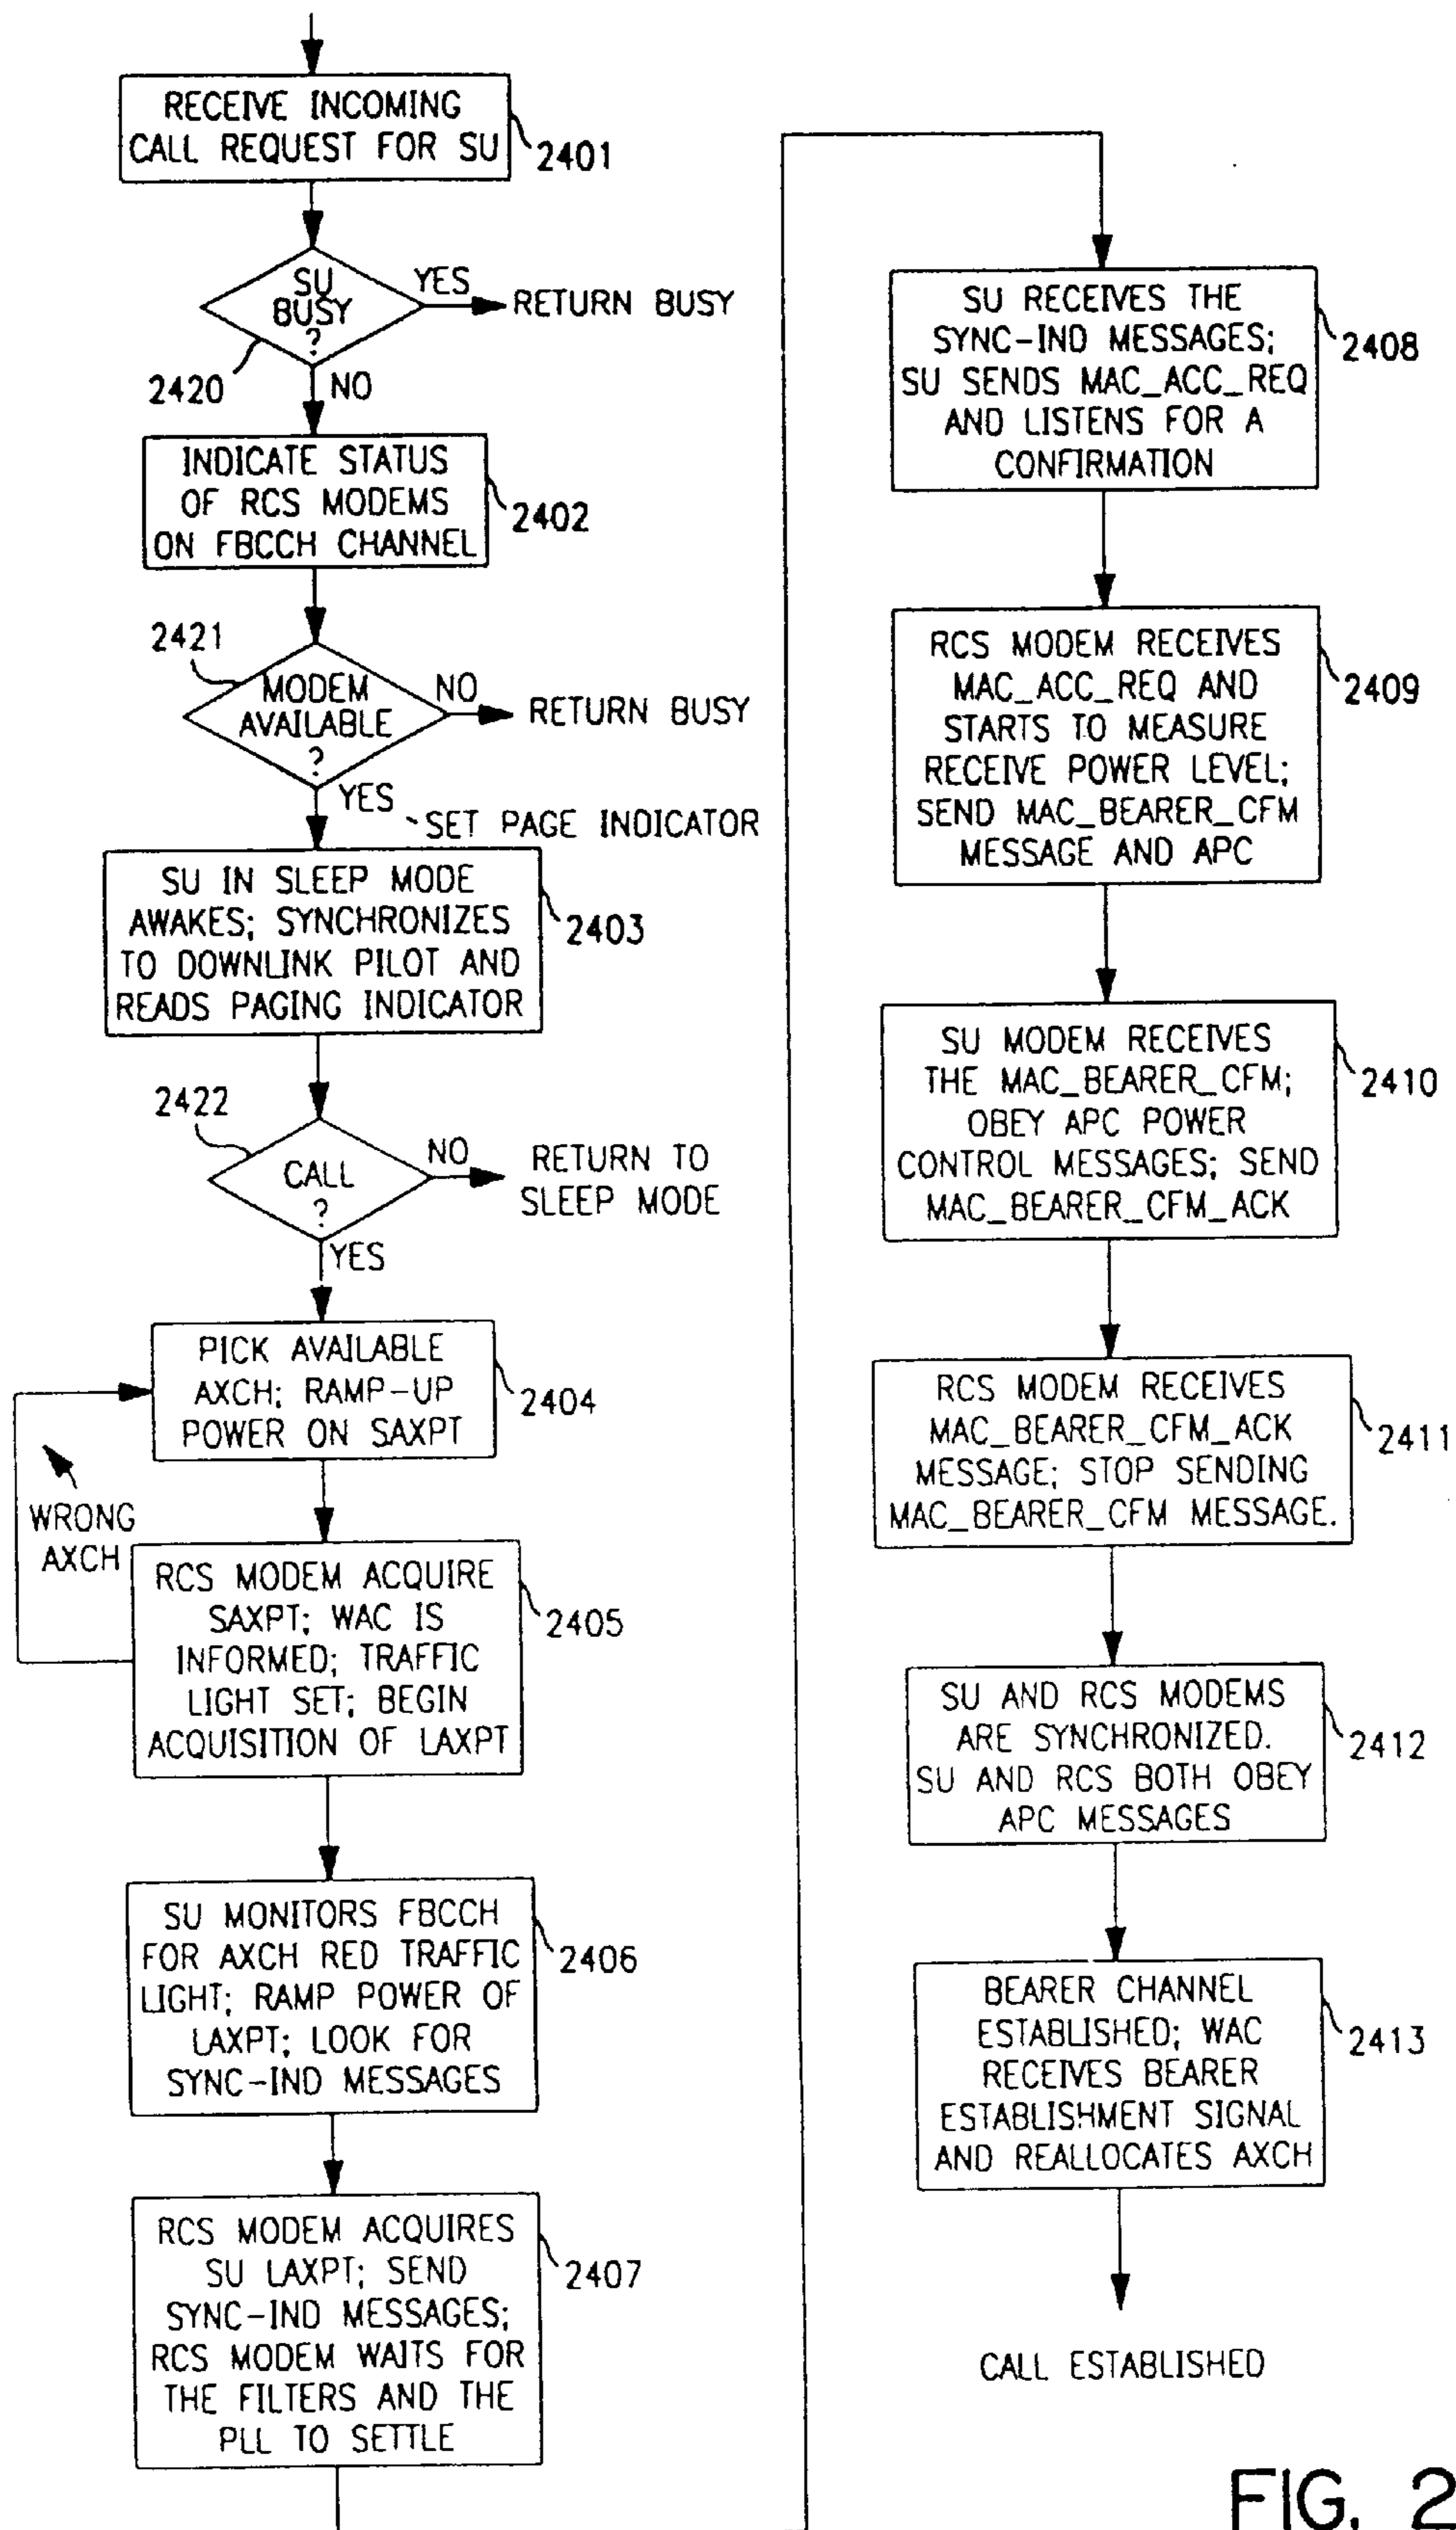 RECEIVE INCOMING
CALL REQUEST FOR SU
2401
SU
BUSY
?
YES
RETURN BUSY
2420
NO
INDICATE STATUS
OF RCS MODEMS
ON FBCCH CHANNEL
2402
2421
MODEM
AVAILABLE
?
NO
RETURN BUSY
YES
SET PAGE INDICATOR
SU IN SLEEP MODE
AWAKES; SYNCHRONIZES
TO DOWNLINK PILOT AND
READS PAGING INDICATOR
2403
2422
CALL
?
NO
RETURN TO
SLEEP MODE
YES
PICK AVAILABLE
AXCH; RAMP-UP
POWER ON SAXPT
2404
WRONG
AXCH
RCS MODEM ACQUIRE
SAXPT; WAC IS
INFORMED; TRAFFIC
LIGHT SET; BEGIN
ACQUISITION OF LAXPT
2405
SU MONITORS FBCCH
FOR AXCH RED TRAFFIC
LIGHT; RAMP POWER OF
LAXPT; LOOK FOR
SYNC-IND MESSAGES
2406
RCS MODEM ACQUIRES
SU LAXPT; SEND
SYNC-IND MESSAGES;
RCS MODEM WAITS FOR
THE FILTERS AND THE
PLL TO SETTLE
2407
SU RECEIVES THE
SYNC-IND MESSAGES;
SU SENDS MAC_ACC_REQ
AND LISTENS FOR A
CONFIRMATION
2408
RCS MODEM RECEIVES
MAC_ACC_REQ AND
STARTS TO MEASURE
RECEIVE POWER LEVEL;
SEND MAC_BEARER_CFM
MESSAGE AND APC
2409
SU MODEM RECEIVES
THE MAC_BEARER_CFM;
OBEY APC POWER
CONTROL MESSAGES; SEND
MAC_BEARER_CFM_ACK
2410
RCS MODEM RECEIVES
MAC_BEARER_CFM_ACK
MESSAGE; STOP SENDING
MAC_BEARER_CFM MESSAGE.
2411
SU AND RCS MODEMS
ARE SYNCHRONIZED.
SU AND RCS BOTH OBEY
APC MESSAGES
2412
BEARER CHANNEL
ESTABLISHED; WAC
RECEIVES BEARER
ESTABLISHMENT SIGNAL
AND REALLOCATES AXCH
2413
CALL ESTABLISHED
FIG. 2